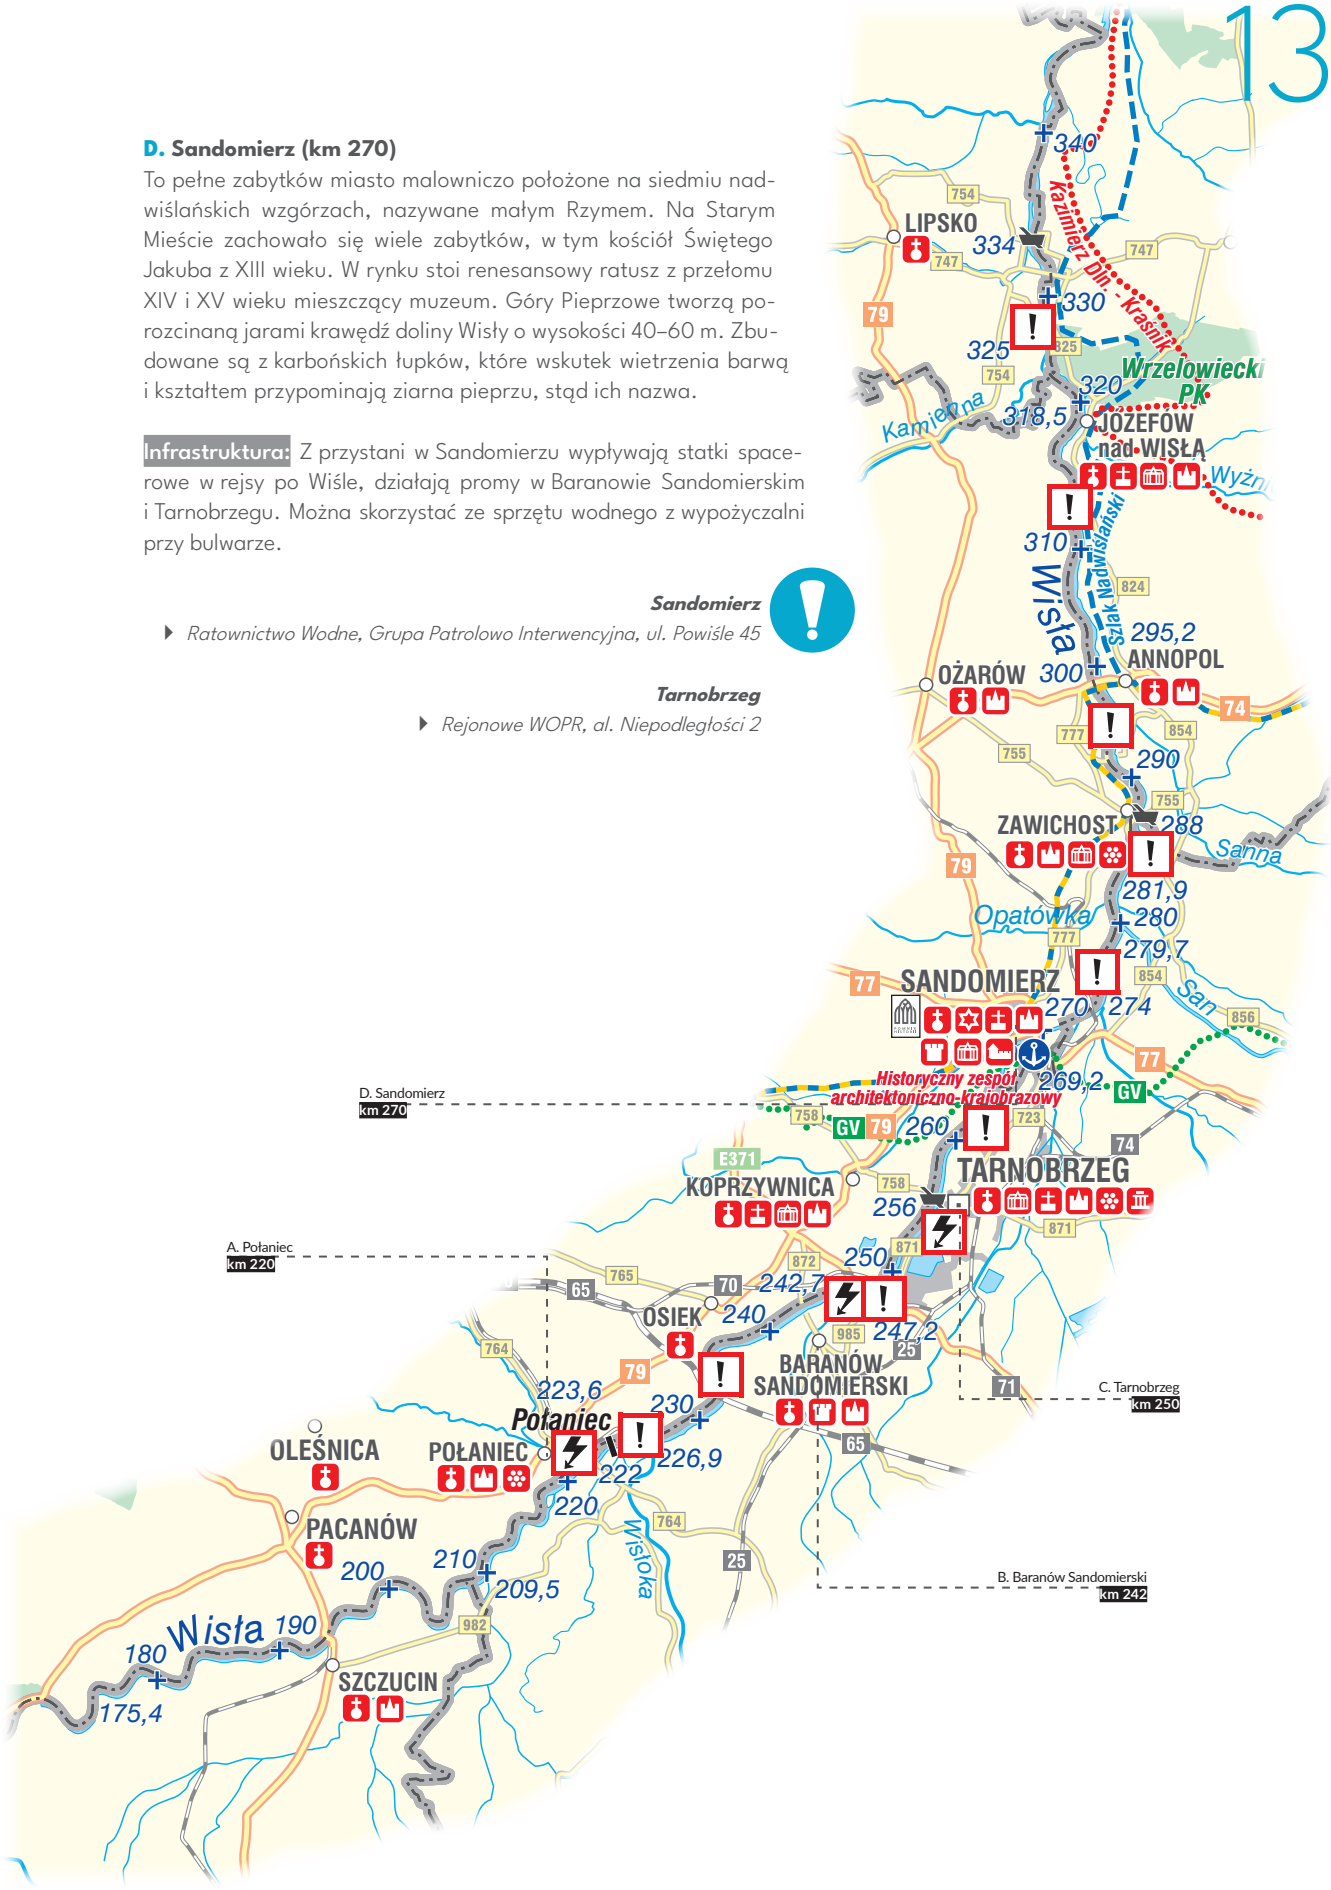 13
D. Sandomierz (km 270)
To pełne zabytków miasto malowniczo położone na siedmiu nad-
wiślańskich wzgórzach, nazywane małym Rzymem. Na Starym
Mieście zachowało się wiele zabytków, w tym kościół Świętego
Jakuba z XIII wieku. W rynku stoi renesansowy ratusz z przełomu
XIV i XV wieku mieszczący muzeum. Góry Pieprzowe tworzą po-
rozcinaną jarami krawędź doliny Wisły o wysokości 40–60 m. Zbu-
dowane są z karbońskich łupków, które wskutek wietrzenia barwą
i kształtem przypominają ziarna pieprzu, stąd ich nazwa.
Infrastruktura: Z przystani w Sandomierzu wypływają statki space-
rowe w rejsy po Wiśle, działają promy w Baranowie Sandomierskim
i Tarnobrzegu. Można skorzystać ze sprzętu wodnego z wypożyczalni
przy bulwarze.
Sandomierz
Ratownictwo Wodne, Grupa Patrolowo Interwencyjna, ul. Powiśle 45
Tarnobrzeg
Rejonowe WOPR, al. Niepodległości 2
340
Kazimierz Dln. - Kraśnik
754
LIPSKO
334
747
747
330
79
325
825
754
Wrzelowiecki
PK
320
Kamienna
318,5
JÓZEFÓW
nad WISŁĄ
Wyżni
310
Szlak Nadwiślański
Wisła
824
295,2
ANNOPOL
OŻARÓW
300
74
777
854
755
290
755
ZAWICHOST
288
Sanna
79
281,9
Opatówka
280
777
279,7
854
San
77
SANDOMIERZ
270
274
856
77
Historyczny zespół
architektoniczno-krajobrazowy
269,2
GV
D. Sandomierz
km 270
758
GV
79
260
723
74
E371
TARNOBRZEG
KOPRZYWNICA
758
256
871
871
A. Połaniec
km 220
250
872
765
65
70
242,7
OSIEK
240
985
247,2
25
764
79
BARANÓW
SANDOMIERSKI
71
C. Tarnobrzeg
km 250
223,6
230
Połaniec
OLEŚNICA
POŁANIEC
65
226,9
222
220
764
PACANÓW
Wisłoka
25
210
200
209,5
B. Baranów Sandomierski
km 242
982
Wisła
190
180
SZCZUCIN
175,4